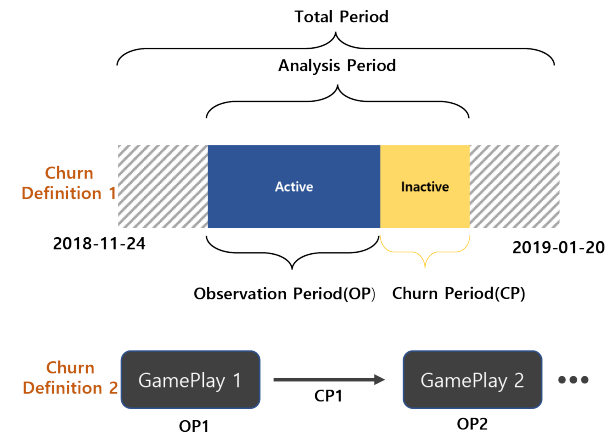 Total Period
Analysis Period
Churn
Definition 1
Active
Inactive
2018-11-24
2019-01-20
Observation Period(OP)
Churn Period(CP)
Churn
Definition 2
GamePlay 1
CP1
GamePlay 2
OP1
OP2